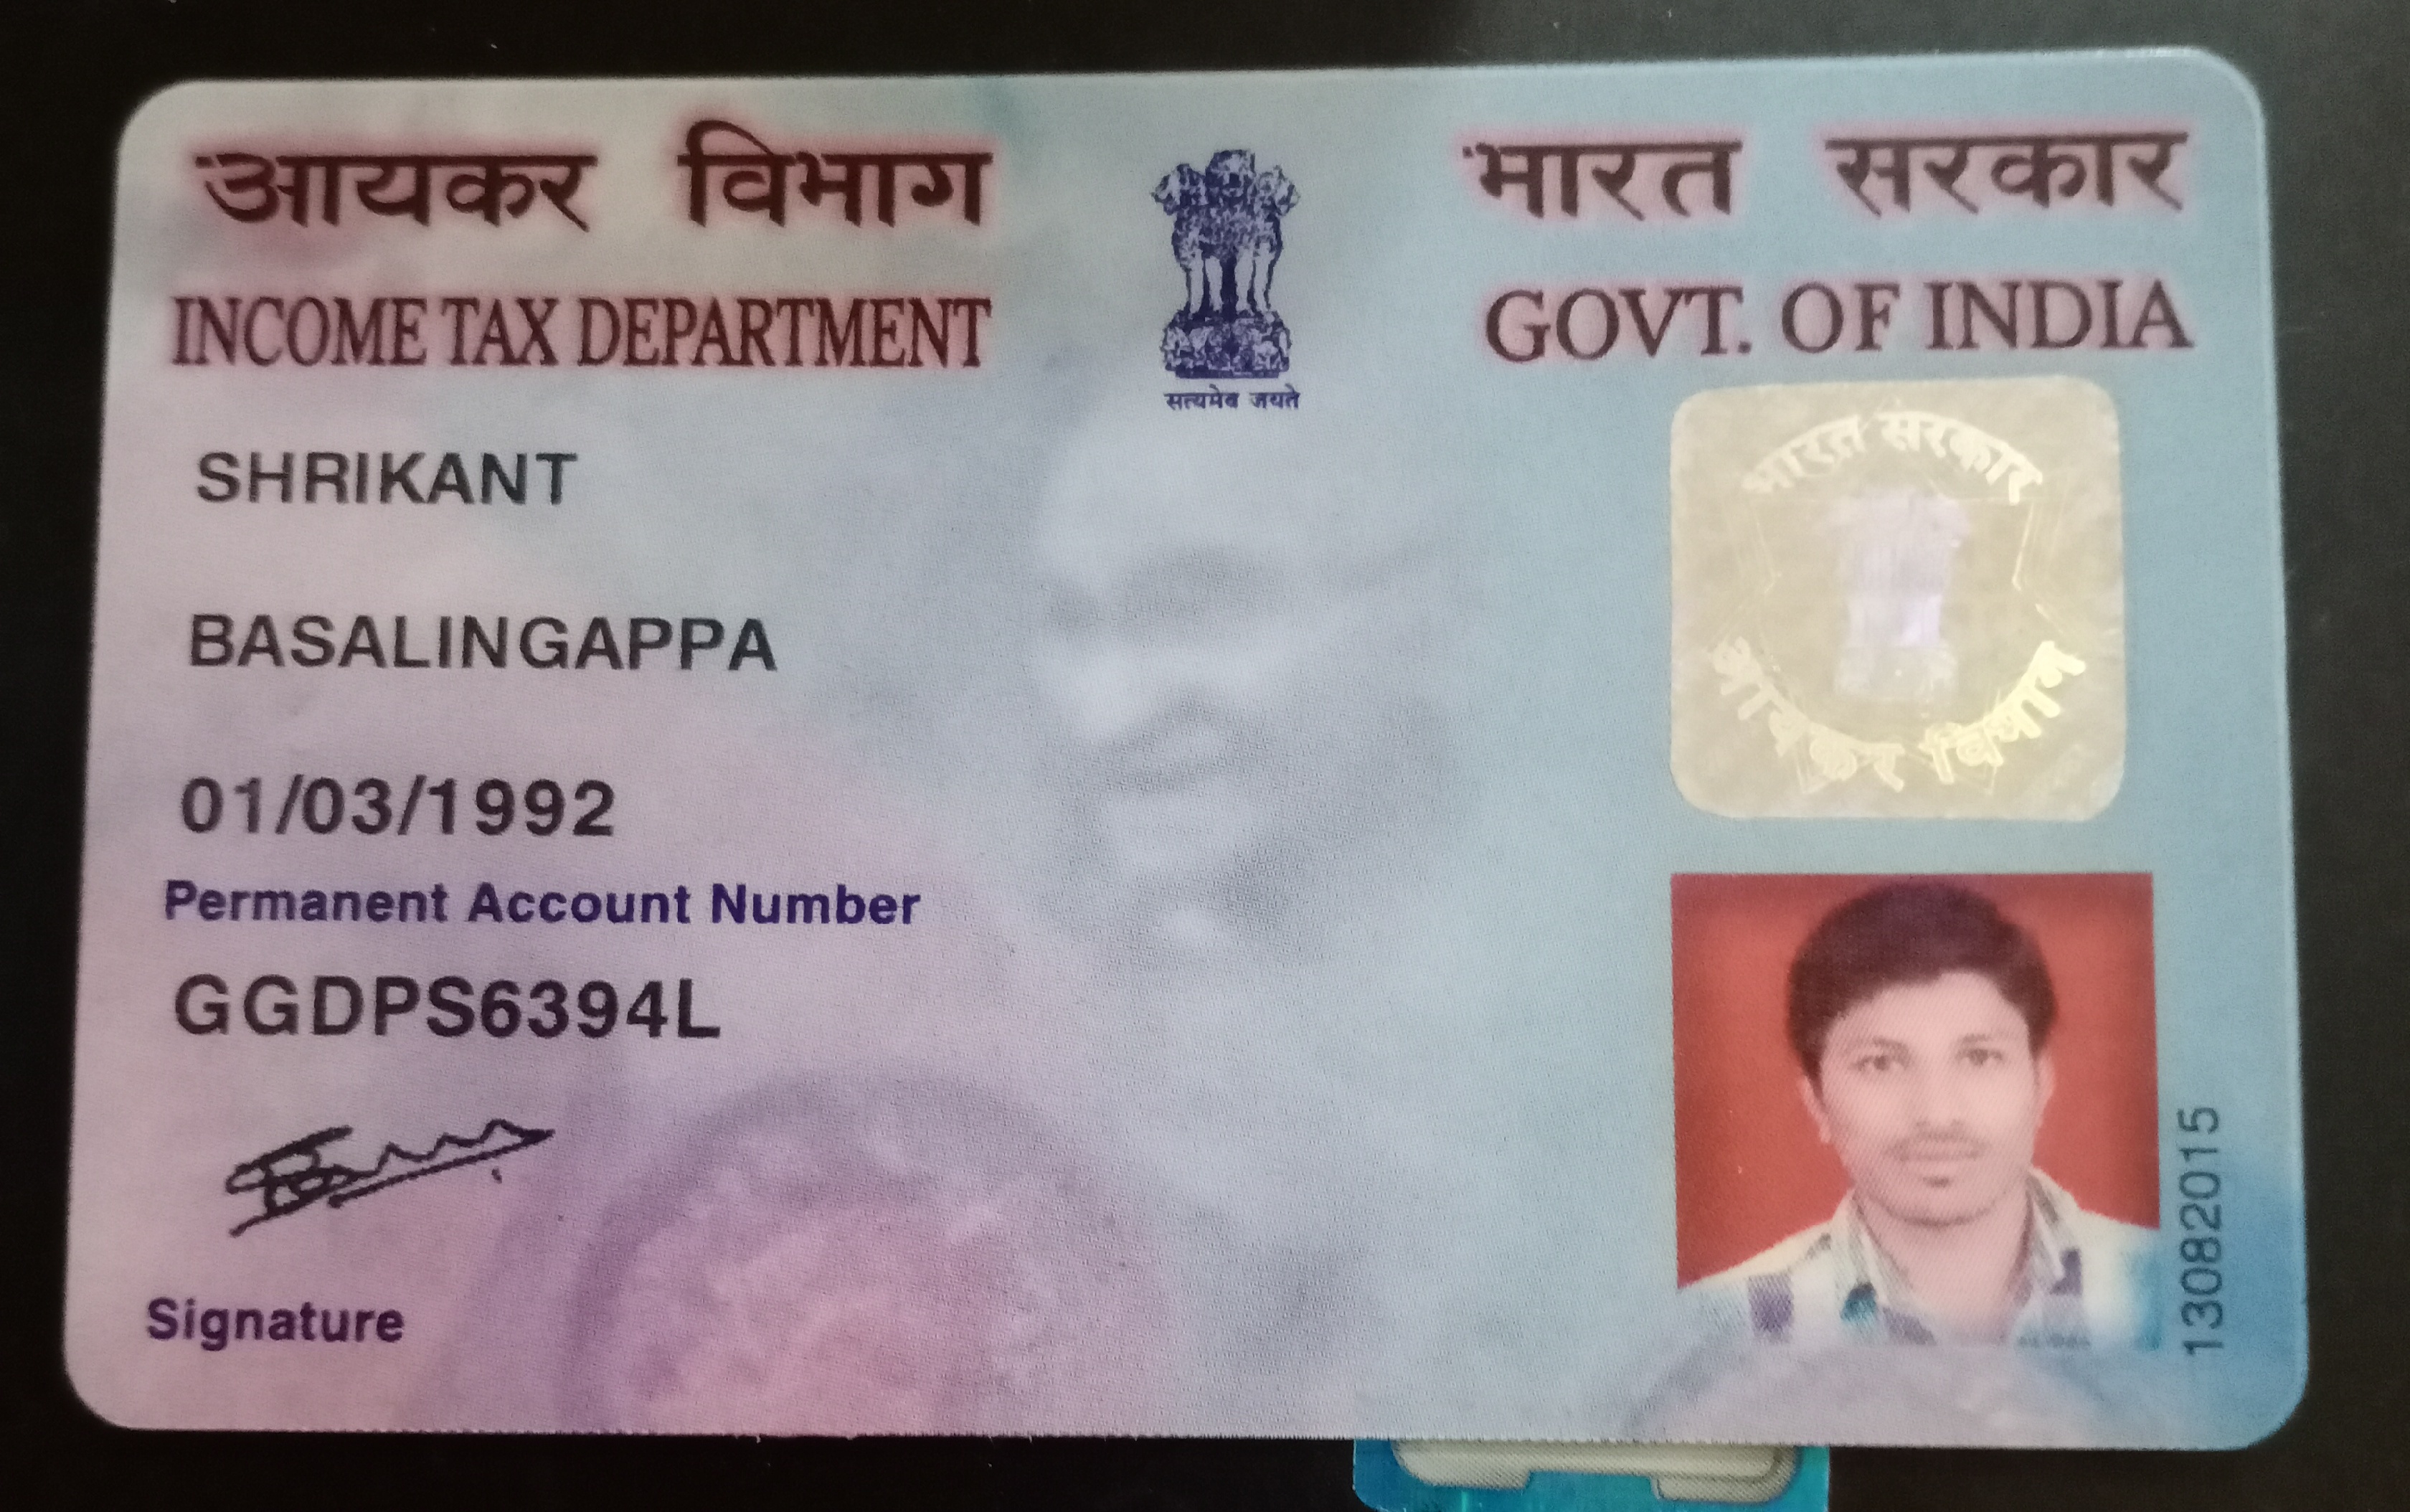 आयकर विभाग
INCOME TAX DEPARTMENT
सत्यमेव जयते
भारत सरकार
GOVT. OF INDIA
SHRIKANT
BASALINGAPPA
01/03/1992
Permanent Account Number
GGDPS6394L
Signature
भारत सरकार
आयकर विभाग
13082015